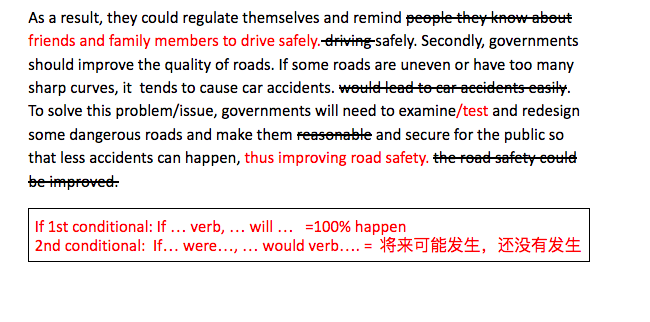 As a result, they could regulate themselves and remind people they know about
friends and family members to drive safely. driving safely. Secondly, governments
should improve the quality of roads. If some roads are uneven or have too many
sharp curves, it  tends to cause car accidents. would lead to car accidents easily.
To solve this problem/issue, governments will need to examine/test and redesign
some dangerous roads and make them reasonable and secure for the public so
that less accidents can happen, thus improving road safety. the road safety could
be improved.
If 1st conditional: If … verb, … will …   =100% happen
2nd conditional:  If… were…, … would verb…. = 将来可能发生，还没有发生